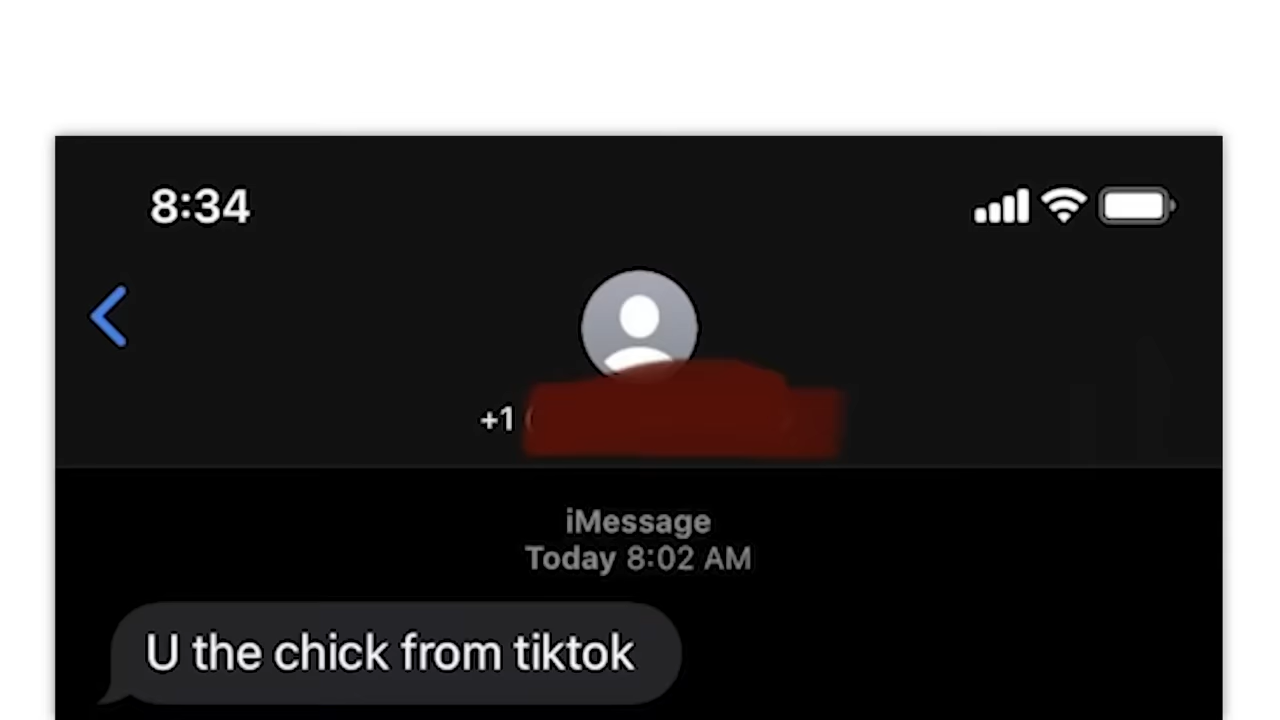 8:34
+1
iMessage
Today 8:02 AM
U the chick from tiktok